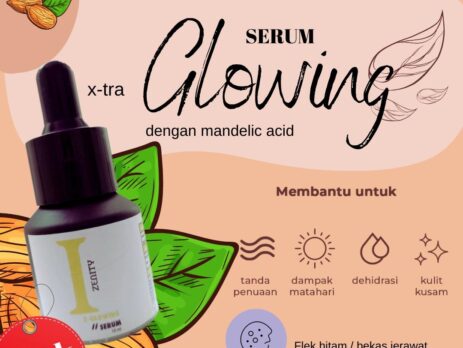 SERUM
x-tra
Glowing
dengan mandelic acid
Membantu untuk
tanda
penuaan
dampak
matahari
dehidrasi
kulit
kusam
Flek hitam / bekas jerawat
I
ZENITY
// SERUM